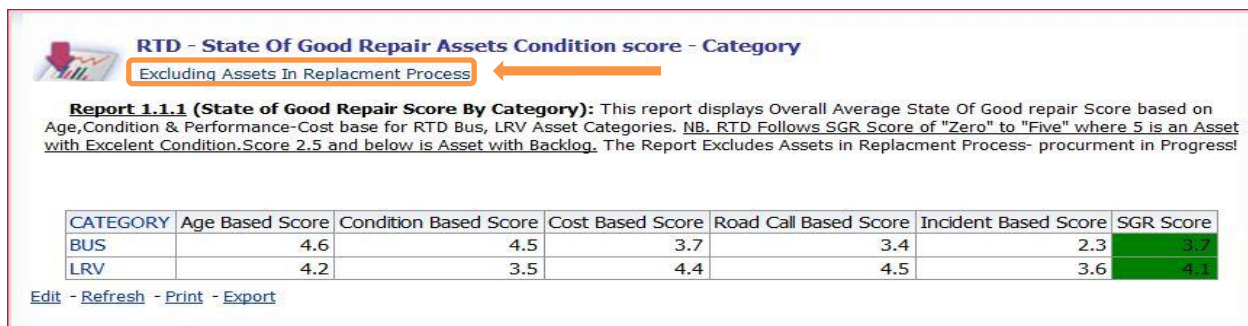 RTD - State Of Good Repair Assets Condition score - Category
Excluding Assets In Replacment Process
Report 1.1.1 (State of Good Repair Score By Category): This report displays Overall Average State Of Good repair Score based on
Age,Condition & Performance-Cost base for RTD Bus, LRV Asset Categories. NB. RTD Follows SGR Score of "Zero" to "Five" where 5 is an Asset
with Excelent Condition.Score 2.5 and below is Asset with Backlog. The Report Excludes Assets in Replacment Process- procurment in Progress!
CATEGORY Age Based Score Condition Based Score Cost Based Score Road Call Based Score Incident Based Score SGR Score
BUS 4.6 4.5 3.7 3.4 2.3 3.7
LRV 4.2 3.5 4.4 4.5 3.6 4.1
Edit - Refresh - Print - Export